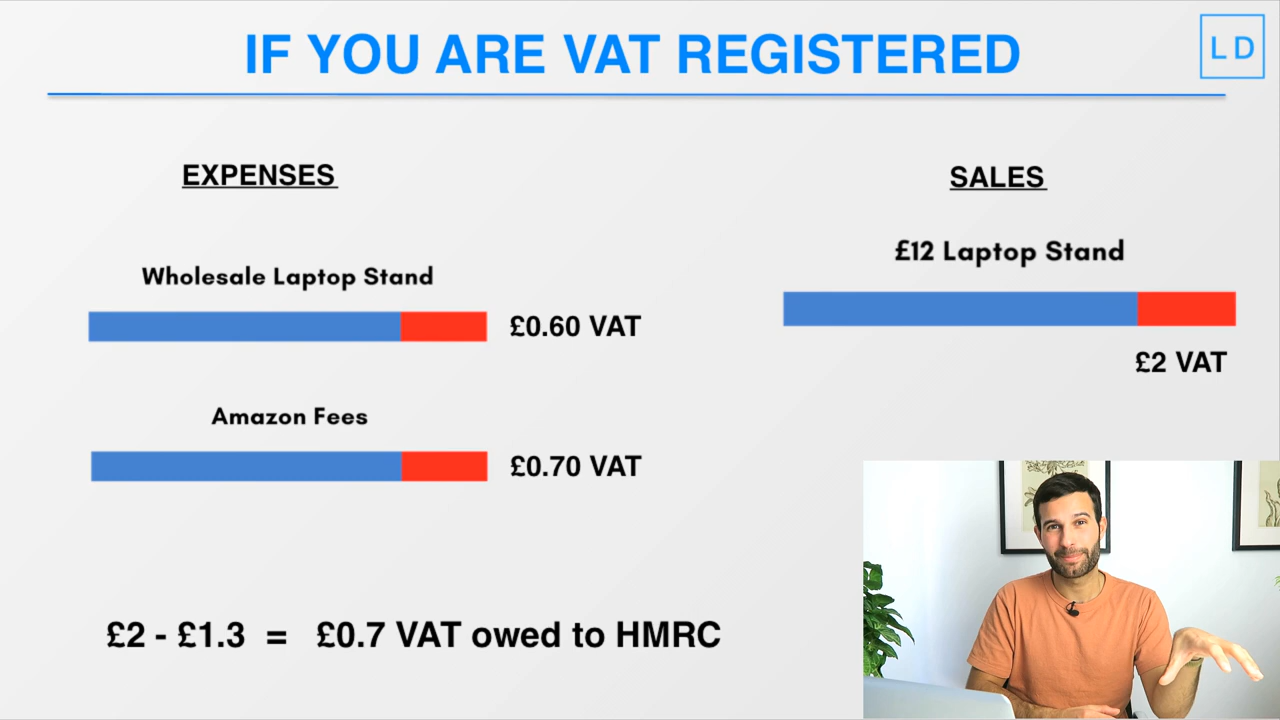 IF YOU ARE VAT REGISTERED
L D
EXPENSES
SALES
£12 Laptop Stand
Wholesale Laptop Stand
£0.60 VAT
£2 VAT
Amazon Fees
£0.70 VAT
£2 - £1.3 = £0.7 VAT owed to HMRC